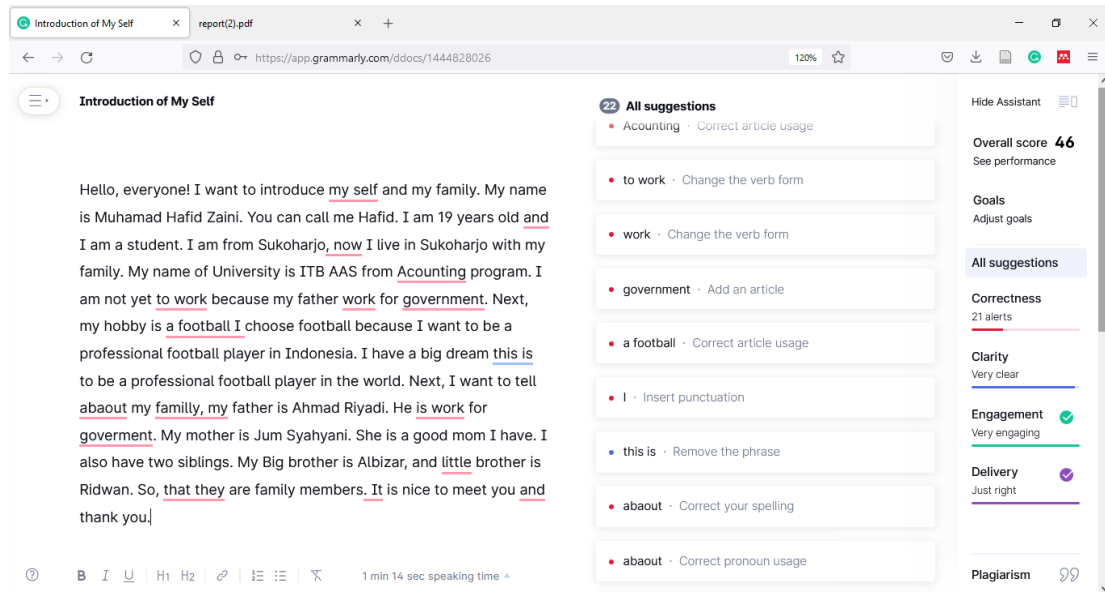 Introduction of My Self
report(2).pdf
https://app.grammarly.com/ddocs/1444828026
120%
Introduction of My Self
Hello, everyone! I want to introduce my self and my family. My name
is Muhamad Hafid Zaini. You can call me Hafid. I am 19 years old and
I am a student. I am from Sukoharjo, now I live in Sukoharjo with my
family. My name of University is ITB AAS from Acounting program. I
am not yet to work because my father work for government. Next,
my hobby is a football I choose football because I want to be a
professional football player in Indonesia. I have a big dream this is
to be a professional football player in the world. Next, I want to tell
abaout my familly, my father is Ahmad Riyadi. He is work for
goverment. My mother is Jum Syahyani. She is a good mom I have. I
also have two siblings. My Big brother is Albizar, and little brother is
Ridwan. So, that they are family members. It is nice to meet you and
thank you.
B I U H1 H2 1 min 14 sec speaking time
22 All suggestions
Acounting · Correct article usage
to work · Change the verb form
work · Change the verb form
government · Add an article
a football · Correct article usage
I · Insert punctuation
this is · Remove the phrase
abaout · Correct your spelling
abaout · Correct pronoun usage
Hide Assistant
Overall score 46
See performance
Goals
Adjust goals
All suggestions
Correctness
21 alerts
Clarity
Very clear
Engagement
Very engaging
Delivery
Just right
Plagiarism